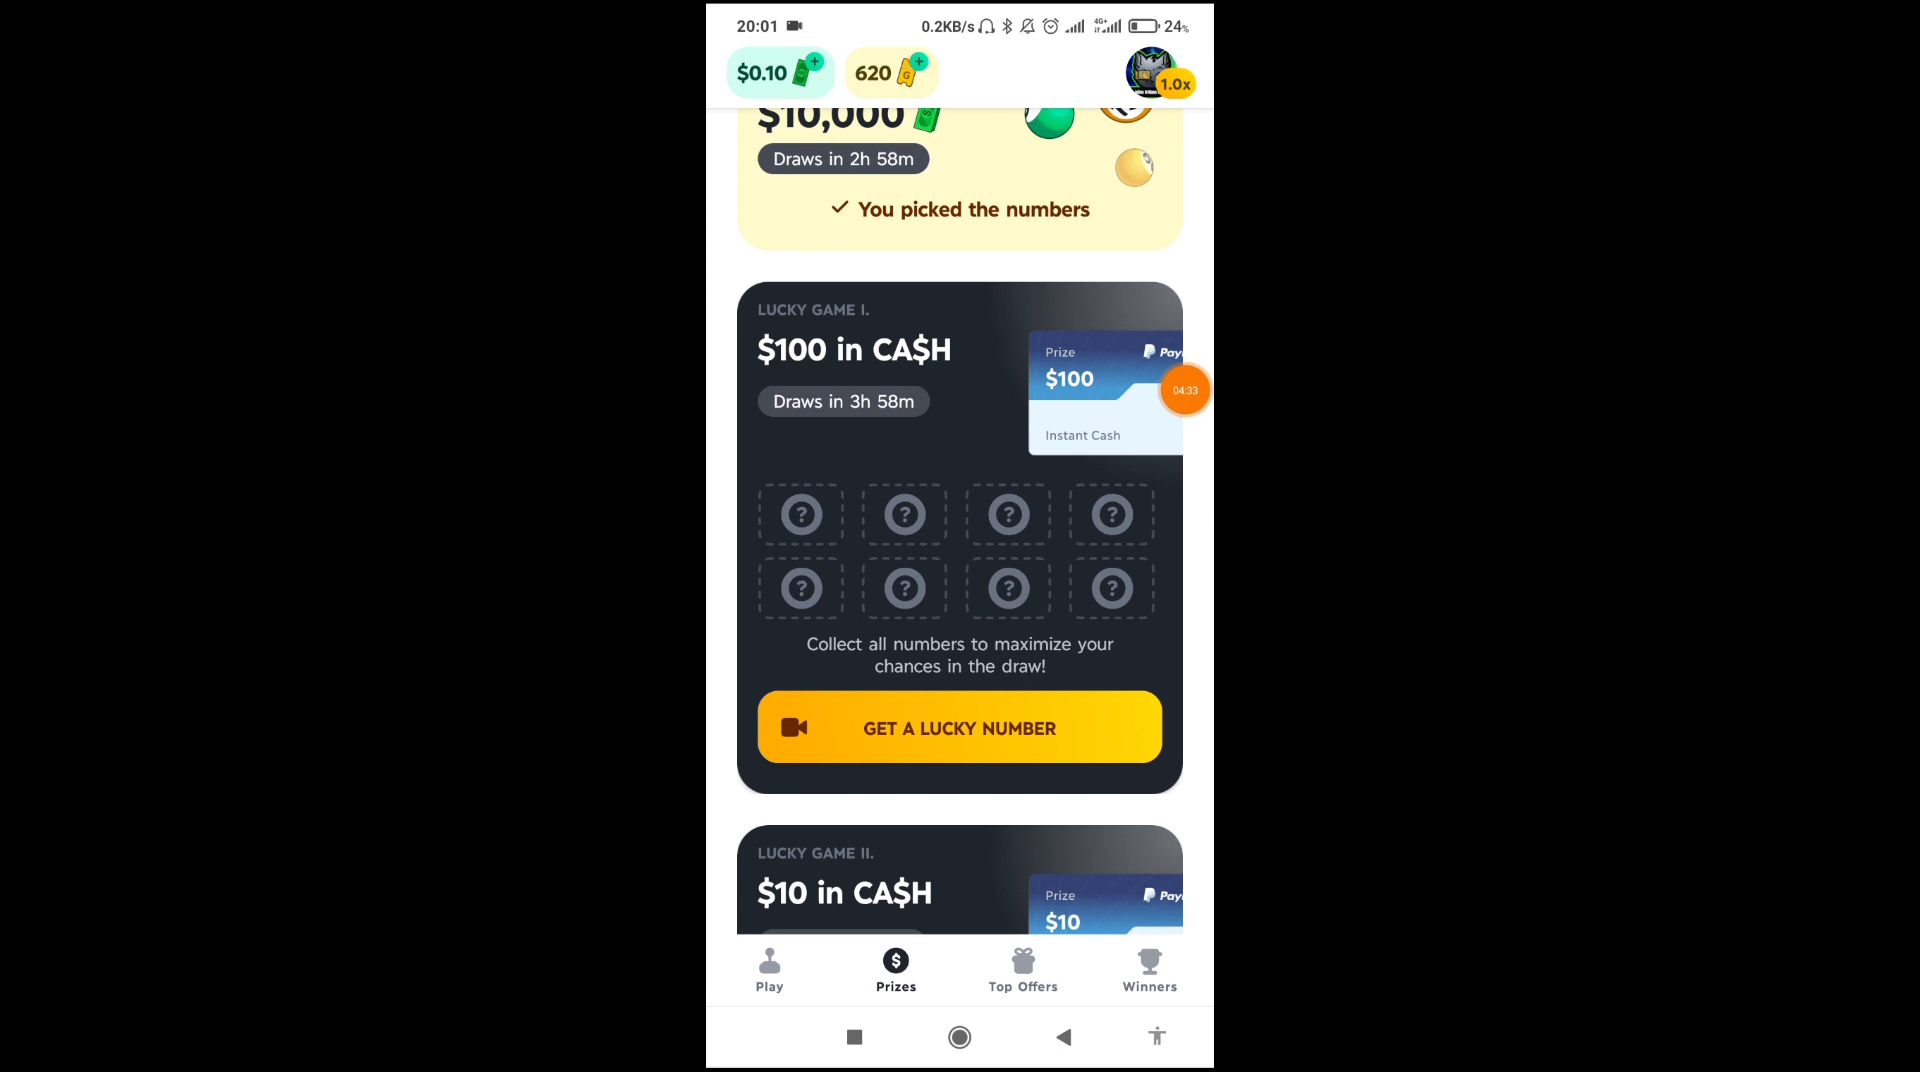 20:01 0.2KB/s 4G+ 24%
$0.10 620 G 1.0x
$10,000
Draws in 2h 58m
✓ You picked the numbers
LUCKY GAME I.
$100 in CA$H
Draws in 3h 58m
Prize
$100
Instant Cash
04:33
? ? ? ?
? ? ? ?
Collect all numbers to maximize your
chances in the draw!
GET A LUCKY NUMBER
LUCKY GAME II.
$10 in CA$H
Prize
$10
Play Prizes Top Offers Winners